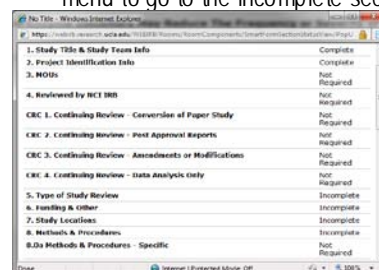 menu to go to the incomplete sec
No Title - Windows Internet Explorer
1. Study Title & Study Team Info Complete
2. Project Identification Info Complete
3. MOUs Not Required
4. Reviewed by NCI IRB Not Required
CRC 1. Continuing Review - Conversion of Paper Study Not Required
CRC 2. Continuing Review - Post Approval Reports Not Required
CRC 3. Continuing Review - Amendments or Modifications Not Required
CRC 4. Continuing Review - Data Analysis Only Not Required
5. Type of Study Review Incomplete
6. Funding & Other Incomplete
7. Study Locations Incomplete
8. Methods & Procedures Incomplete
8.0a Methods & Procedures - Specific Not Required
Done Internet | Protected Mode: Off 100%